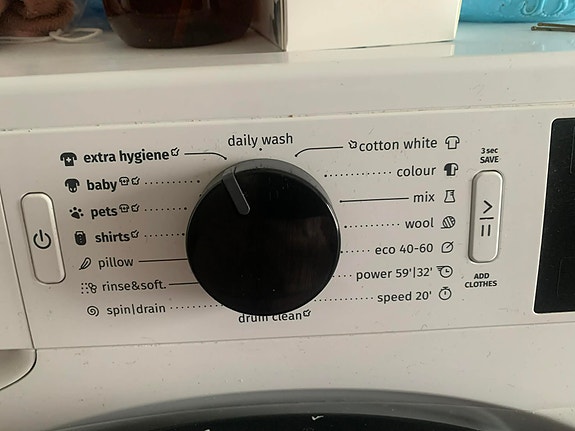 daily wash
extra hygiene
baby
pets
shirts
pillow
rinse&soft.
spin|drain
cotton white
colour
mix
wool
eco 40-60
power 59'|32'
speed 20'
drum clean
3 sec
SAVE
ADD
CLOTHES